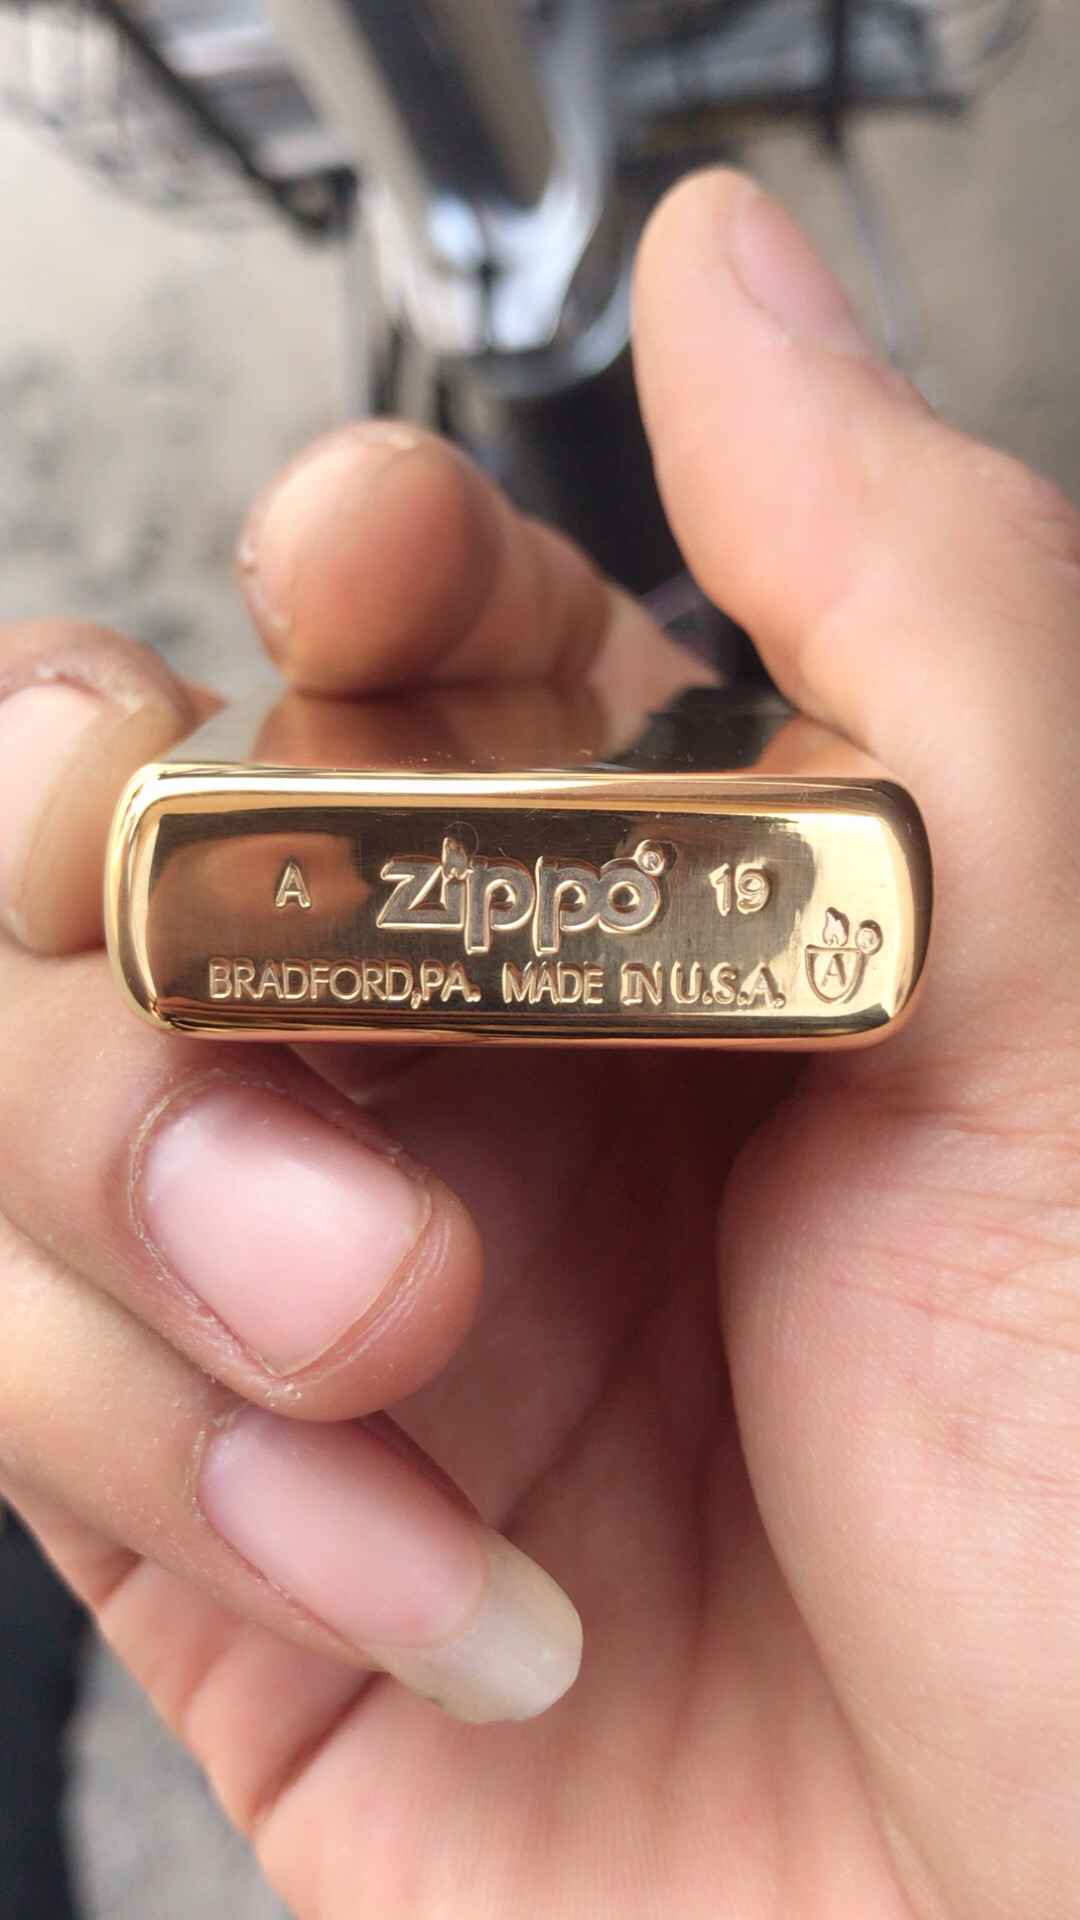 A zippo® 19
BRADFORD,PA. MADE IN U.S.A. A®